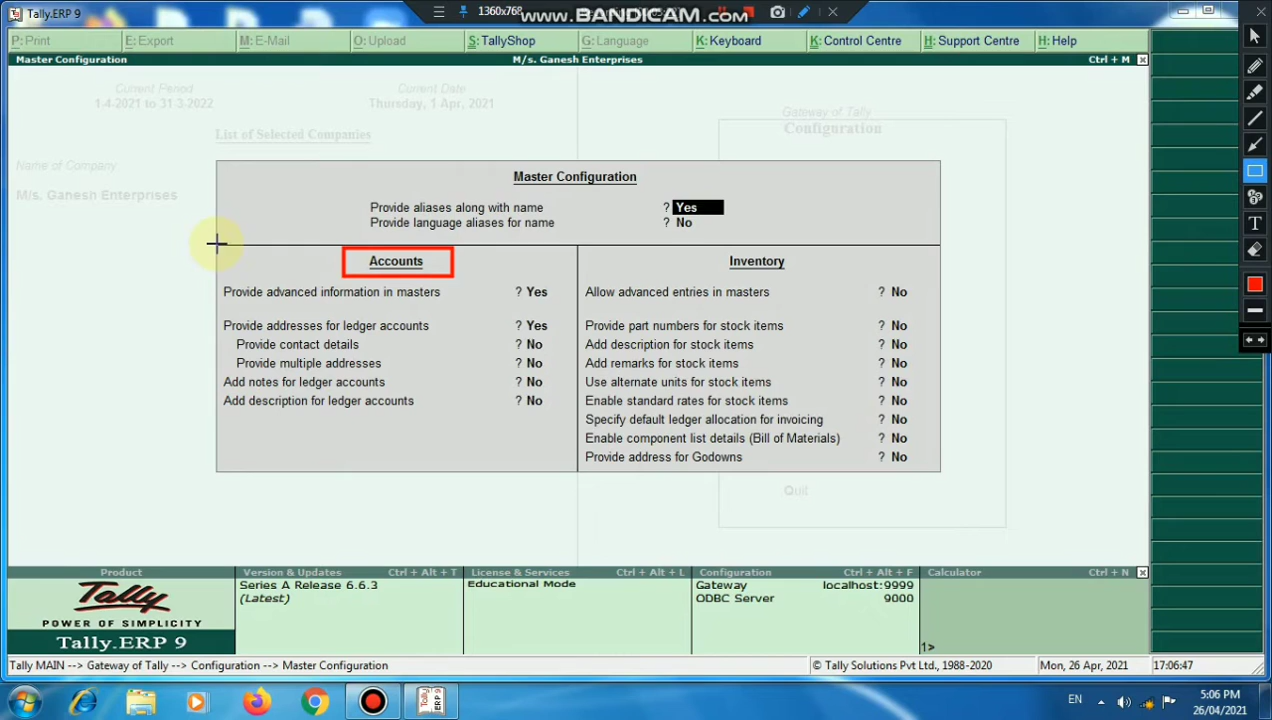 Tally.ERP 9
1360x768
www.BANDICAM.com
P: Print
E: Export
M: E-Mail
O: Upload
S: TallyShop
G: Language
K: Keyboard
K: Control Centre
H: Support Centre
H: Help
Master Configuration
M/s. Ganesh Enterprises
Ctrl + M
Current Period
1-4-2021 to 31-3-2022
Current Date
Thursday, 1 Apr, 2021
List of Selected Companies
Name of Company
M/s. Ganesh Enterprises
Gateway of Tally
Configuration
Master Configuration
Provide aliases along with name ? Yes
Provide language aliases for name ? No
Accounts
Provide advanced information in masters ? Yes
Provide addresses for ledger accounts ? Yes
Provide contact details ? No
Provide multiple addresses ? No
Add notes for ledger accounts ? No
Add description for ledger accounts ? No
Inventory
Allow advanced entries in masters ? No
Provide part numbers for stock items ? No
Add description for stock items ? No
Add remarks for stock items ? No
Use alternate units for stock items ? No
Enable standard rates for stock items ? No
Specify default ledger allocation for invoicing ? No
Enable component list details (Bill of Materials) ? No
Provide address for Godowns ? No
Quit
Product
Tally
POWER OF SIMPLICITY
Tally.ERP 9
Version & Updates Ctrl + Alt + T
Series A Release 6.6.3
(Latest)
License & Services Ctrl + Alt + L
Educational Mode
Configuration Ctrl + Alt + F
Gateway localhost:9999
ODBC Server 9000
Calculator Ctrl + N
1>
Tally MAIN --> Gateway of Tally --> Configuration --> Master Configuration
© Tally Solutions Pvt Ltd., 1988-2020
Mon, 26 Apr, 2021
17:06:47
EN
5:06 PM
26/04/2021